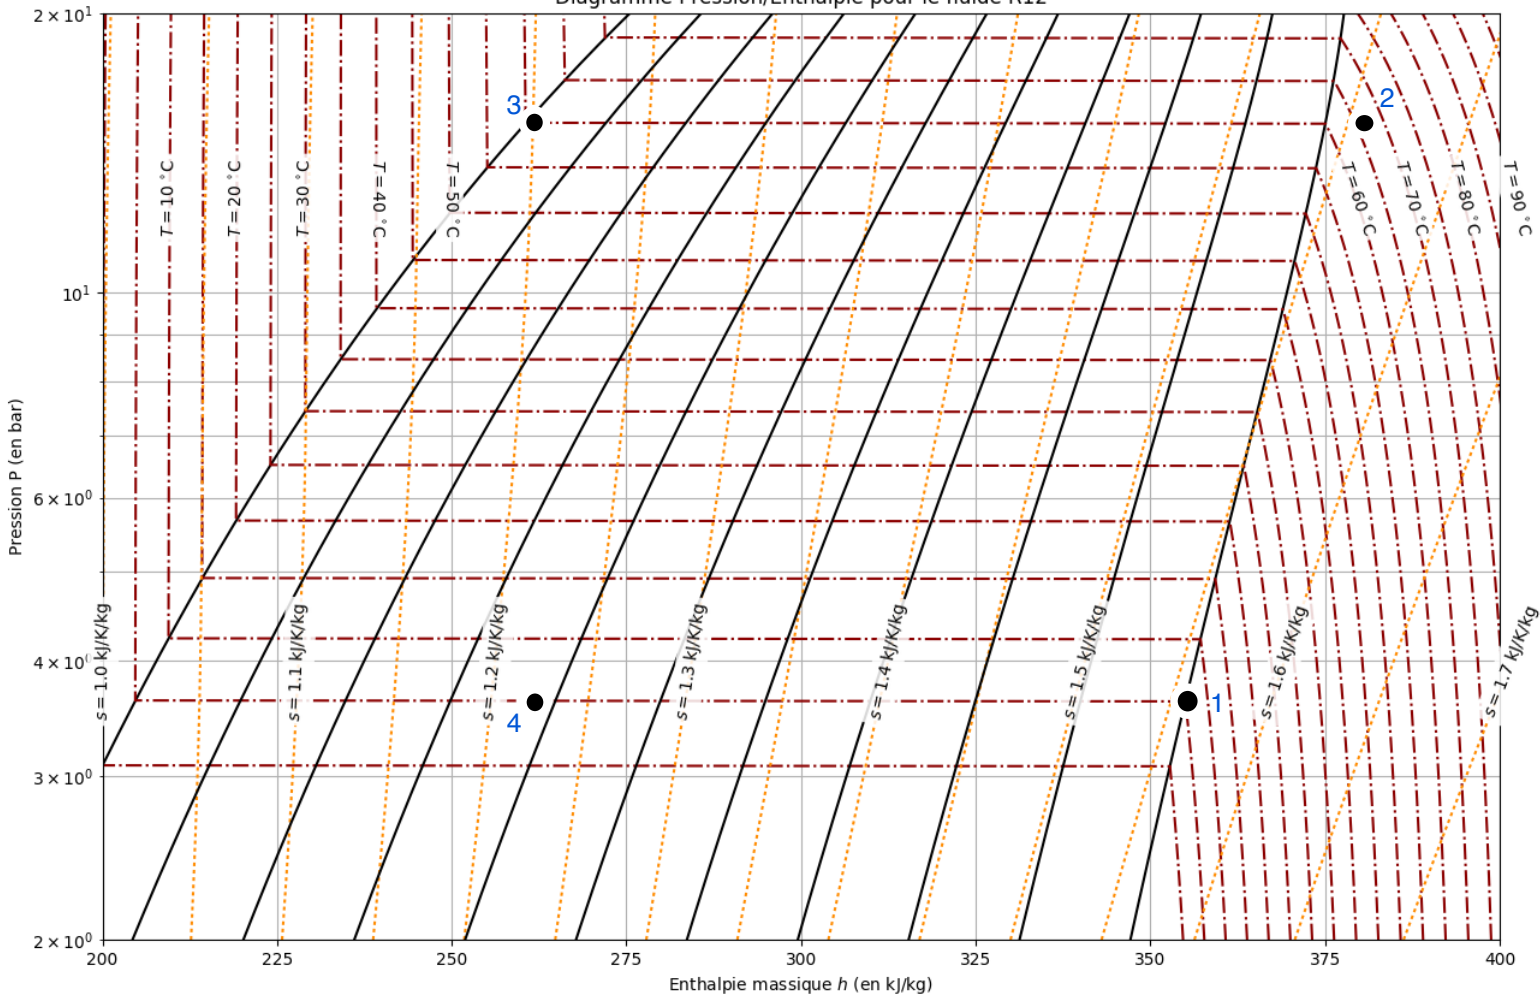 Diagramme Pression/Enthalpie pour le fluide R12
2 × 10¹
10¹
6 × 10⁰
4 × 10⁰
3 × 10⁰
2 × 10⁰
Pression P (en bar)
3
2
T = 10 °C
T = 20 °C
T = 30 °C
T = 40 °C
T = 50 °C
T = 60 °C
T = 70 °C
T = 80 °C
T = 90 °C
s = 1.0 kJ/K/kg
s = 1.1 kJ/K/kg
s = 1.2 kJ/K/kg
s = 1.3 kJ/K/kg
s = 1.4 kJ/K/kg
s = 1.5 kJ/K/kg
s = 1.6 kJ/K/kg
s = 1.7 kJ/K/kg
4
1
200
225
250
275
300
325
350
375
400
Enthalpie massique h (en kJ/kg)